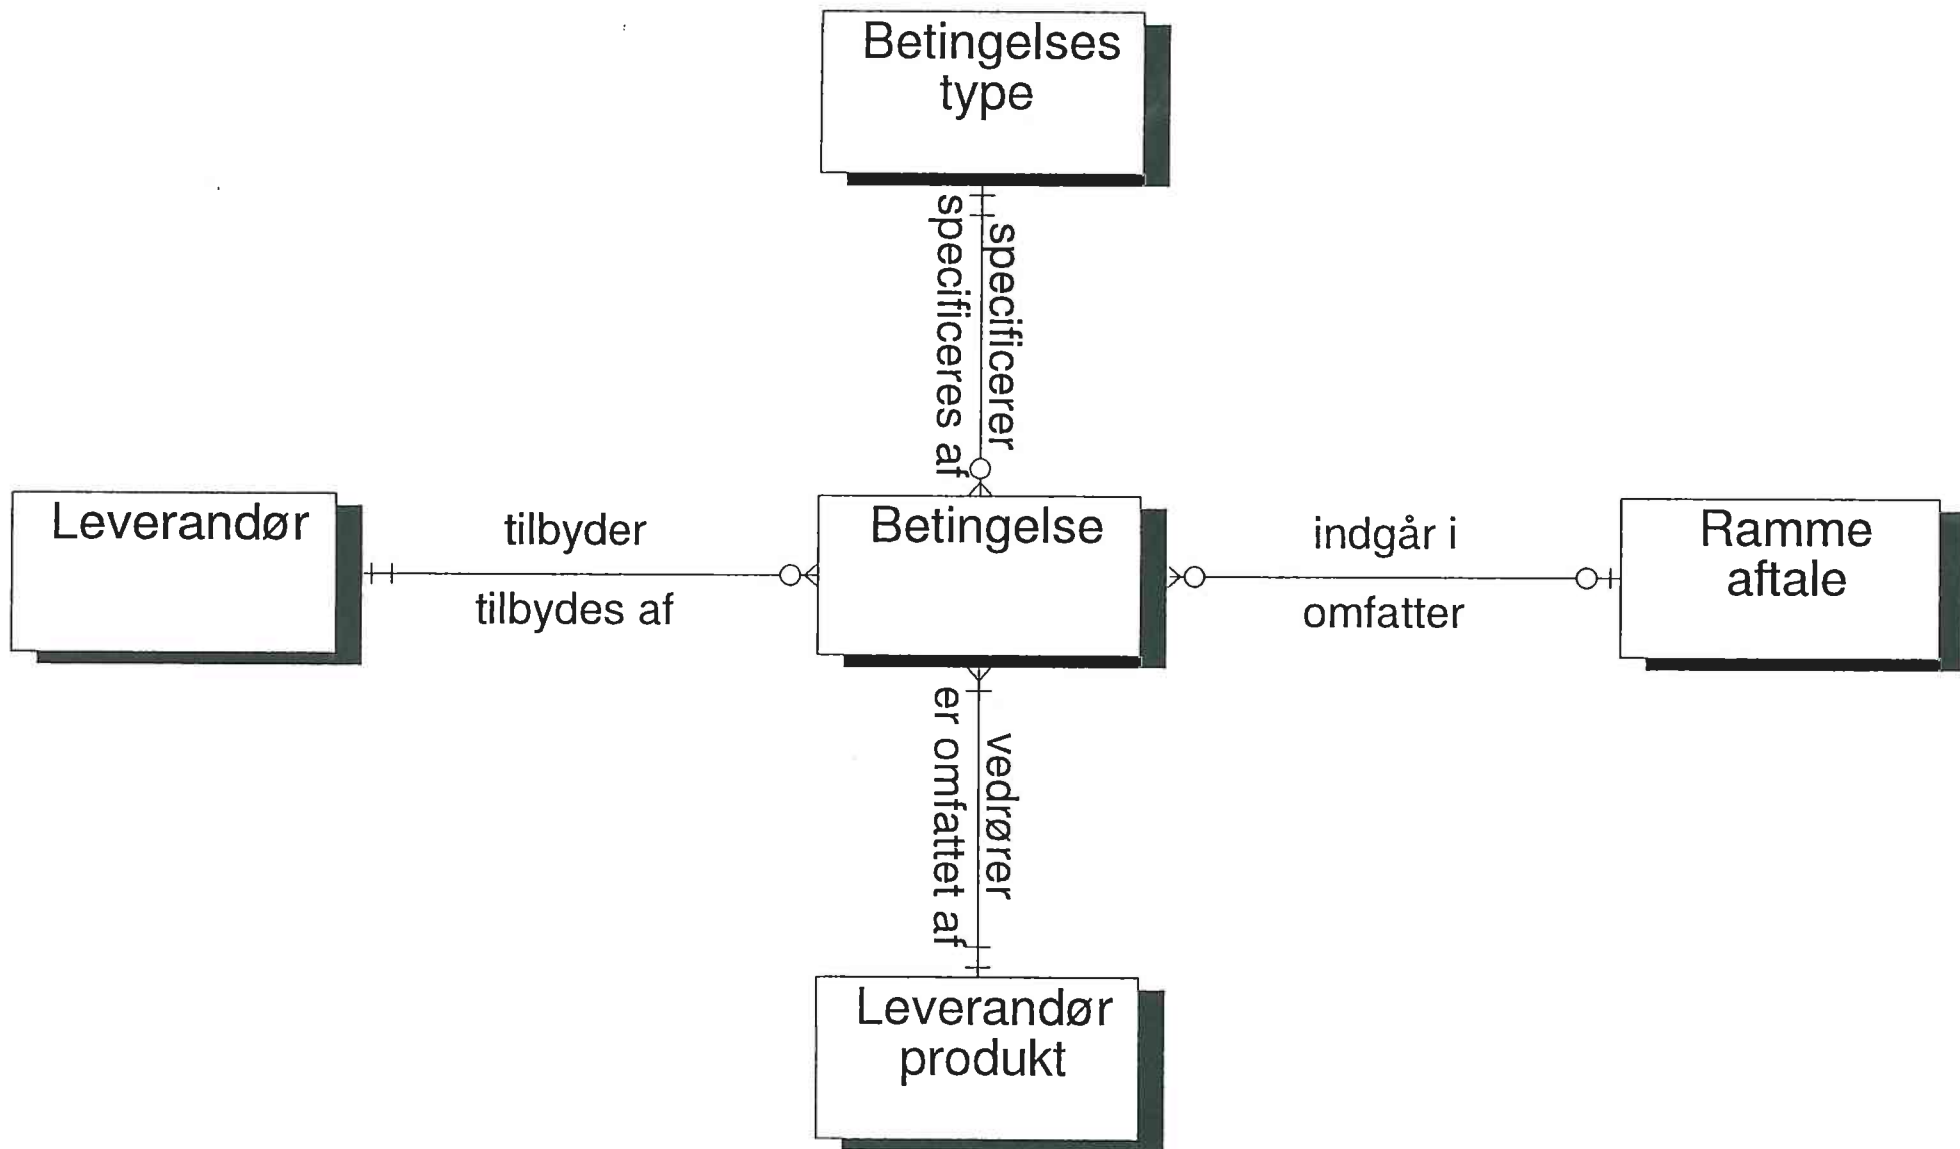 Betingelses
type
specificerer
specificeres af
Leverandør
tilbyder
tilbydes af
Betingelse
indgår i
omfatter
Ramme
aftale
vedrører
er omfattet af
Leverandør
produkt